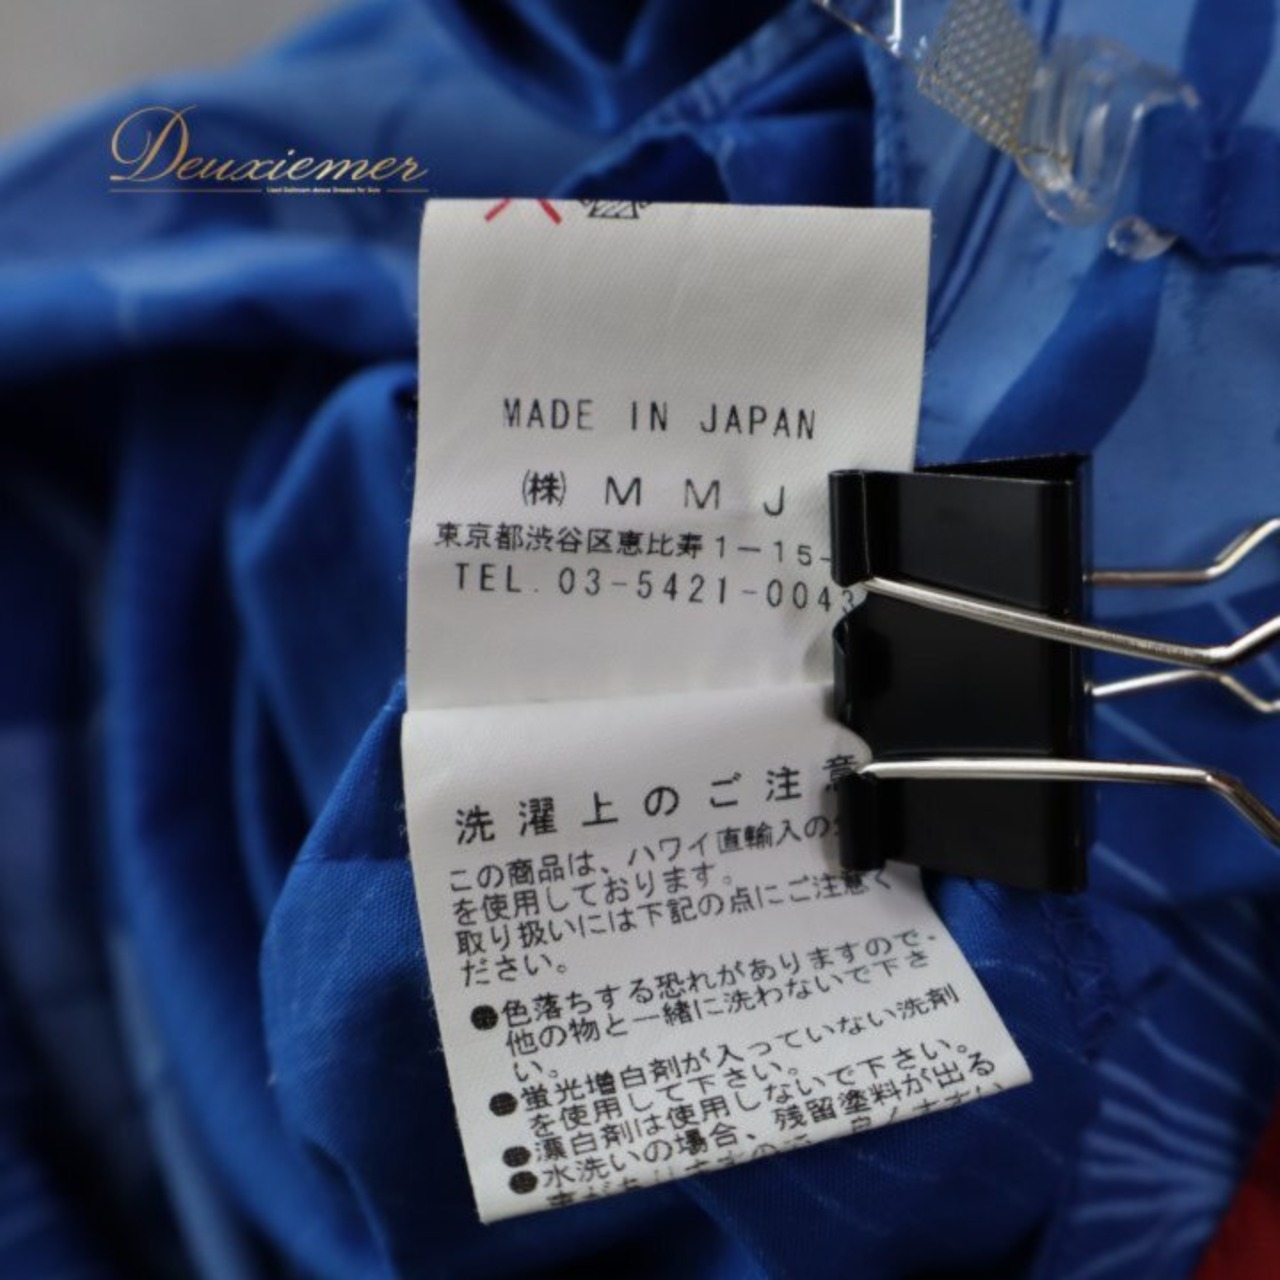 Deuxiemer
Used Ballroom dance Dresses for Kids
MADE IN JAPAN
㈱ M M J
東京都渋谷区恵比寿1-15-
TEL. 03-5421-0043
洗濯上のご注意
この商品は、ハワイ直輸入の
を使用しております。
取り扱いには下記の点にご注意く
ださい。
●色落ちする恐れがありますので、
他の物と一緒に洗わないで下さ
い。
●蛍光増白剤が入っていない洗剤
を使用して下さい。
●漂白剤は使用しないで下さい。
●水洗いの場合、残留塗料が出る